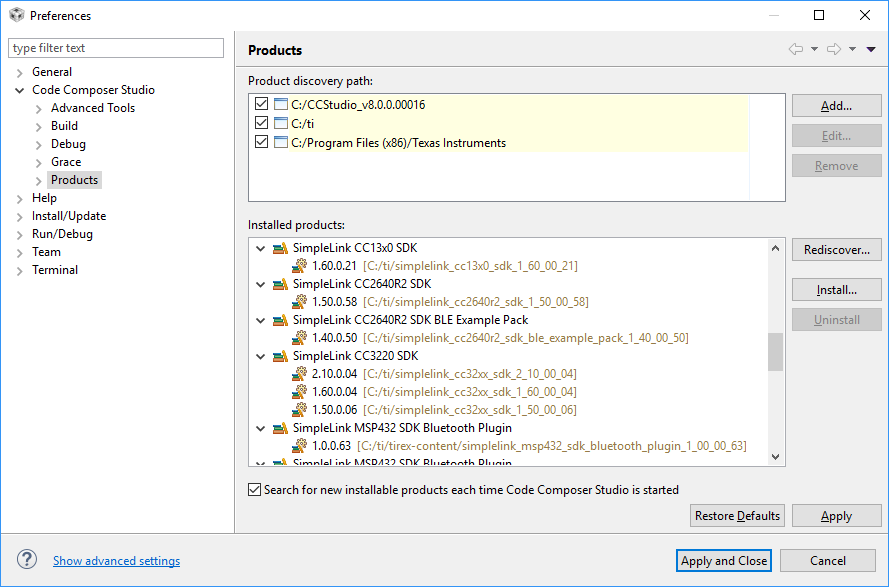 Preferences
type filter text
General
Code Composer Studio
Advanced Tools
Build
Debug
Grace
Products
Help
Install/Update
Run/Debug
Team
Terminal
Products
Product discovery path:
C:/CCStudio_v8.0.0.00016
C:/ti
C:/Program Files (x86)/Texas Instruments
Add...
Edit...
Remove
Installed products:
SimpleLink CC13x0 SDK
1.60.0.21 [C:/ti/simplelink_cc13x0_sdk_1_60_00_21]
SimpleLink CC2640R2 SDK
1.50.0.58 [C:/ti/simplelink_cc2640r2_sdk_1_50_00_58]
SimpleLink CC2640R2 SDK BLE Example Pack
1.40.0.50 [C:/ti/simplelink_cc2640r2_sdk_ble_example_pack_1_40_00_50]
SimpleLink CC3220 SDK
2.10.0.04 [C:/ti/simplelink_cc32xx_sdk_2_10_00_04]
1.60.0.04 [C:/ti/simplelink_cc32xx_sdk_1_60_00_04]
1.50.0.06 [C:/ti/simplelink_cc32xx_sdk_1_50_00_06]
SimpleLink MSP432 SDK Bluetooth Plugin
1.0.0.63 [C:/ti/tirex-content/simplelink_msp432_sdk_bluetooth_plugin_1_00_00_63]
SimpleLink MSP432 SDK Bluetooth Plugin
Rediscover...
Install...
Uninstall
Search for new installable products each time Code Composer Studio is started
Restore Defaults
Apply
Show advanced settings
Apply and Close
Cancel